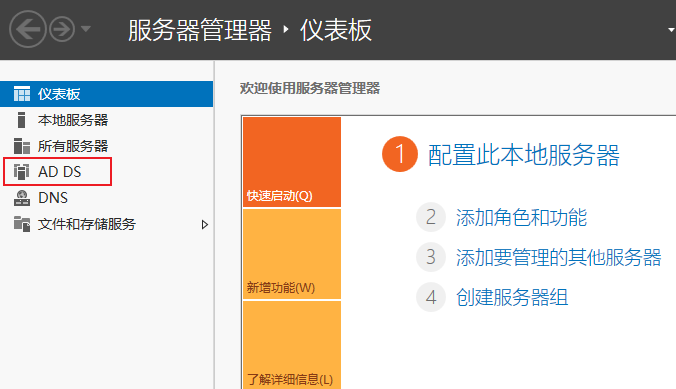 服务器管理器 ‣ 仪表板
仪表板
本地服务器
所有服务器
AD DS
DNS
文件和存储服务
欢迎使用服务器管理器
快速启动(Q)
新增功能(W)
了解详细信息(L)
1 配置此本地服务器
2 添加角色和功能
3 添加要管理的其他服务器
4 创建服务器组